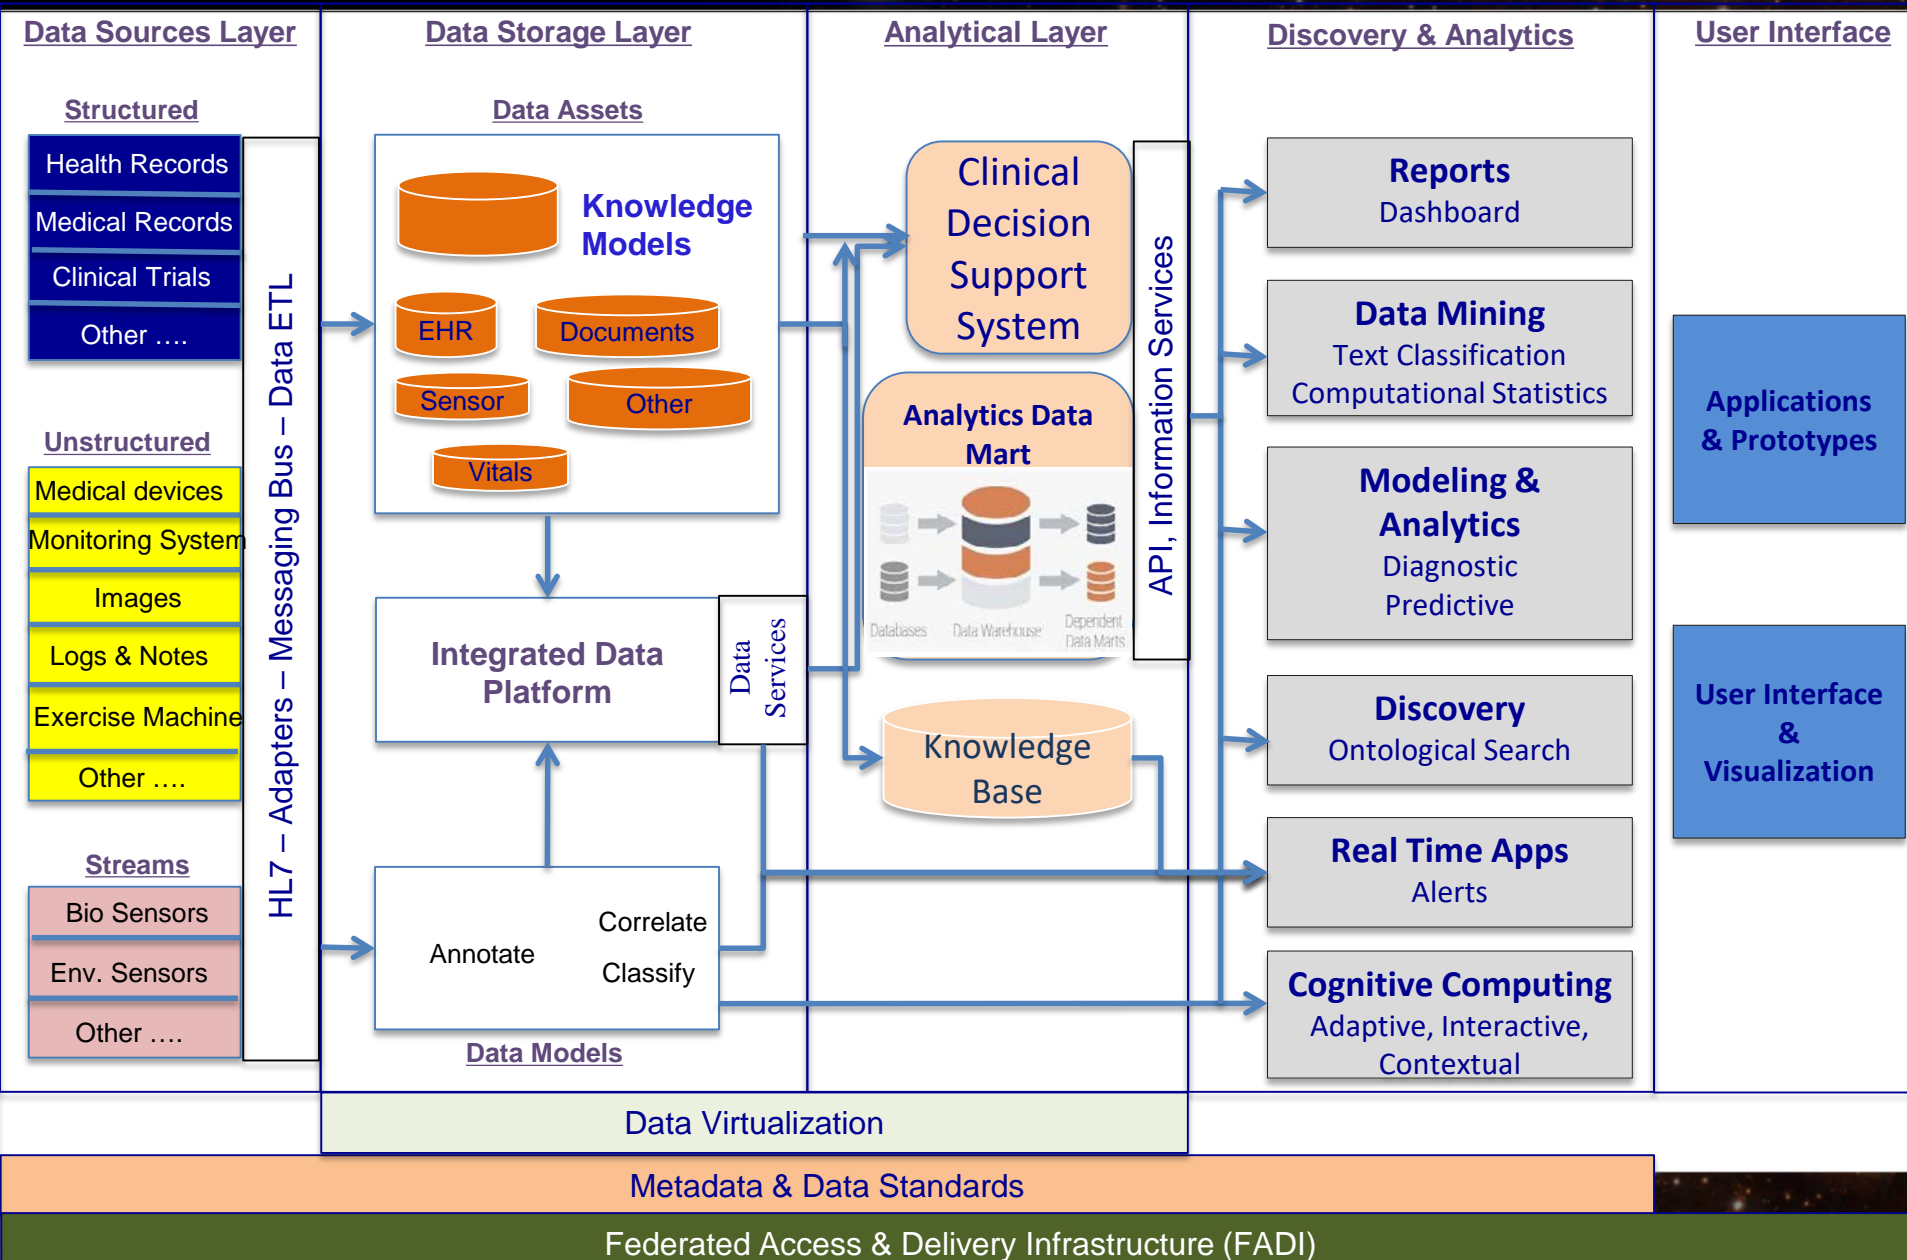 Data Sources Layer
Data Storage Layer
Analytical Layer
Discovery & Analytics
User Interface
Structured
Health Records
Medical Records
Clinical Trials
Other ....
Unstructured
Medical devices
Monitoring System
Images
Logs & Notes
Exercise Machine
Other ....
Streams
Bio Sensors
Env. Sensors
Other ....
HL7 – Adapters – Messaging Bus – Data ETL
Data Assets
Knowledge
Models
EHR
Documents
Sensor
Other
Vitals
Integrated Data
Platform
Data
Services
Annotate
Correlate
Classify
Data Models
Clinical
Decision
Support
System
Analytics Data
Mart
Databases
Data Warehouse
Dependent
Data Marts
Knowledge
Base
API, Information Services
Reports
Dashboard
Data Mining
Text Classification
Computational Statistics
Modeling &
Analytics
Diagnostic
Predictive
Discovery
Ontological Search
Real Time Apps
Alerts
Cognitive Computing
Adaptive, Interactive,
Contextual
Applications
& Prototypes
User Interface
&
Visualization
Data Virtualization
Metadata & Data Standards
Federated Access & Delivery Infrastructure (FADI)